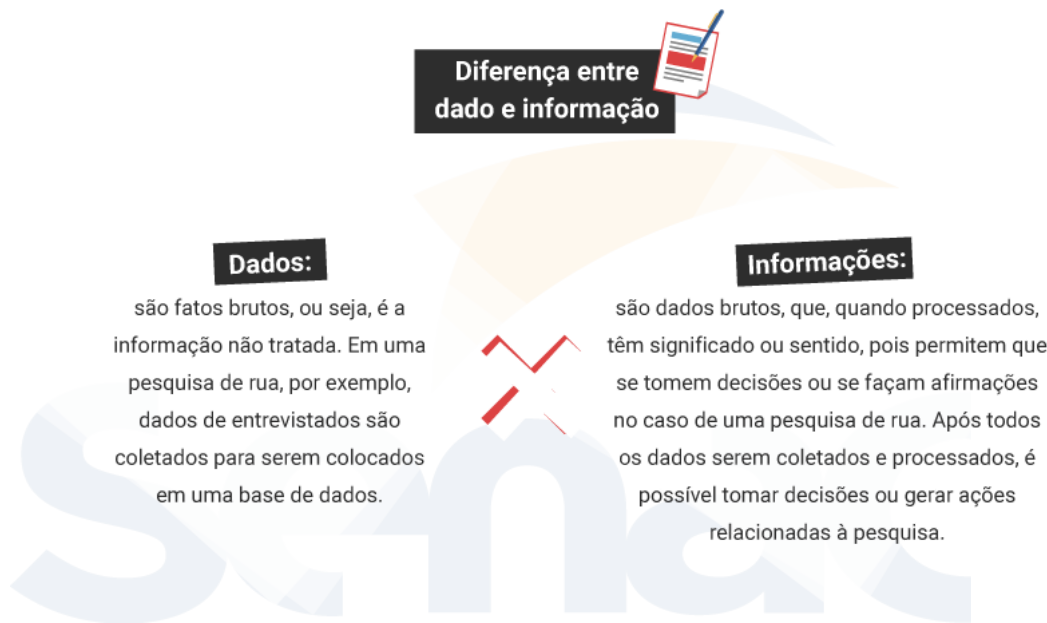 Diferença entre
dado e informação
Dados:
são fatos brutos, ou seja, é a
informação não tratada. Em uma
pesquisa de rua, por exemplo,
dados de entrevistados são
coletados para serem colocados
em uma base de dados.
Informações:
são dados brutos, que, quando processados,
têm significado ou sentido, pois permitem que
se tomem decisões ou se façam afirmações
no caso de uma pesquisa de rua. Após todos
os dados serem coletados e processados, é
possível tomar decisões ou gerar ações
relacionadas à pesquisa.
Senac